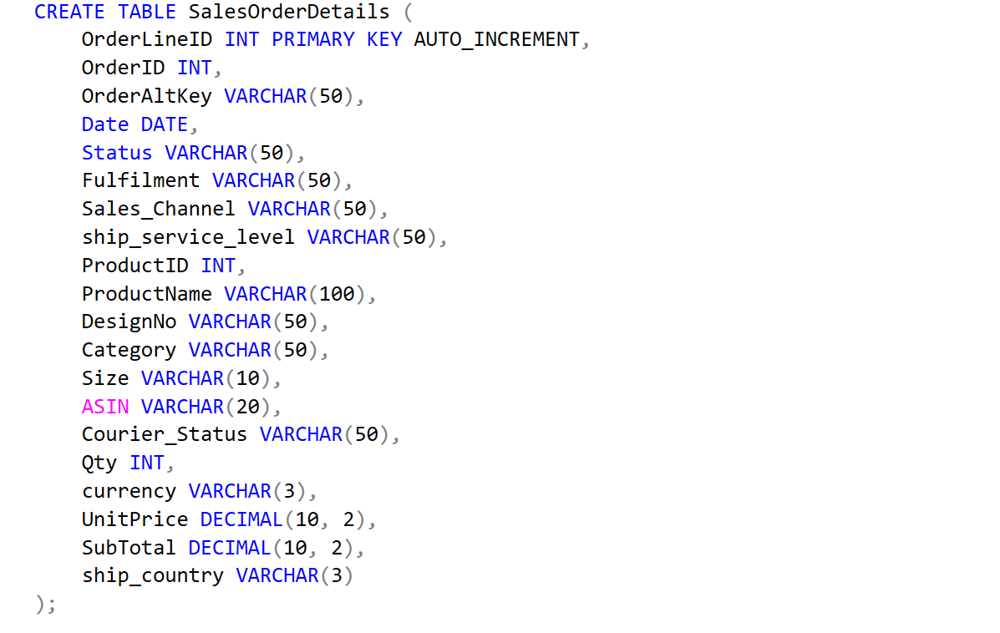 CREATE TABLE SalesOrderDetails (
    OrderLineID INT PRIMARY KEY AUTO_INCREMENT,
    OrderID INT,
    OrderAltKey VARCHAR(50),
    Date DATE,
    Status VARCHAR(50),
    Fulfilment VARCHAR(50),
    Sales_Channel VARCHAR(50),
    ship_service_level VARCHAR(50),
    ProductID INT,
    ProductName VARCHAR(100),
    DesignNo VARCHAR(50),
    Category VARCHAR(50),
    Size VARCHAR(10),
    ASIN VARCHAR(20),
    Courier_Status VARCHAR(50),
    Qty INT,
    currency VARCHAR(3),
    UnitPrice DECIMAL(10, 2),
    SubTotal DECIMAL(10, 2),
    ship_country VARCHAR(3)
);